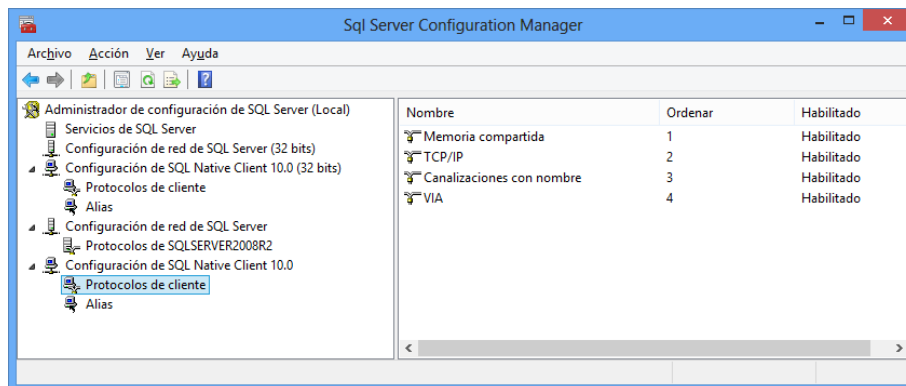 Sql Server Configuration Manager
Archivo Acción Ver Ayuda
Administrador de configuración de SQL Server (Local)
Servicios de SQL Server
Configuración de red de SQL Server (32 bits)
Configuración de SQL Native Client 10.0 (32 bits)
Protocolos de cliente
Alias
Configuración de red de SQL Server
Protocolos de SQLSERVER2008R2
Configuración de SQL Native Client 10.0
Protocolos de cliente
Alias
Nombre Ordenar Habilitado
Memoria compartida 1 Habilitado
TCP/IP 2 Habilitado
Canalizaciones con nombre 3 Habilitado
VIA 4 Habilitado